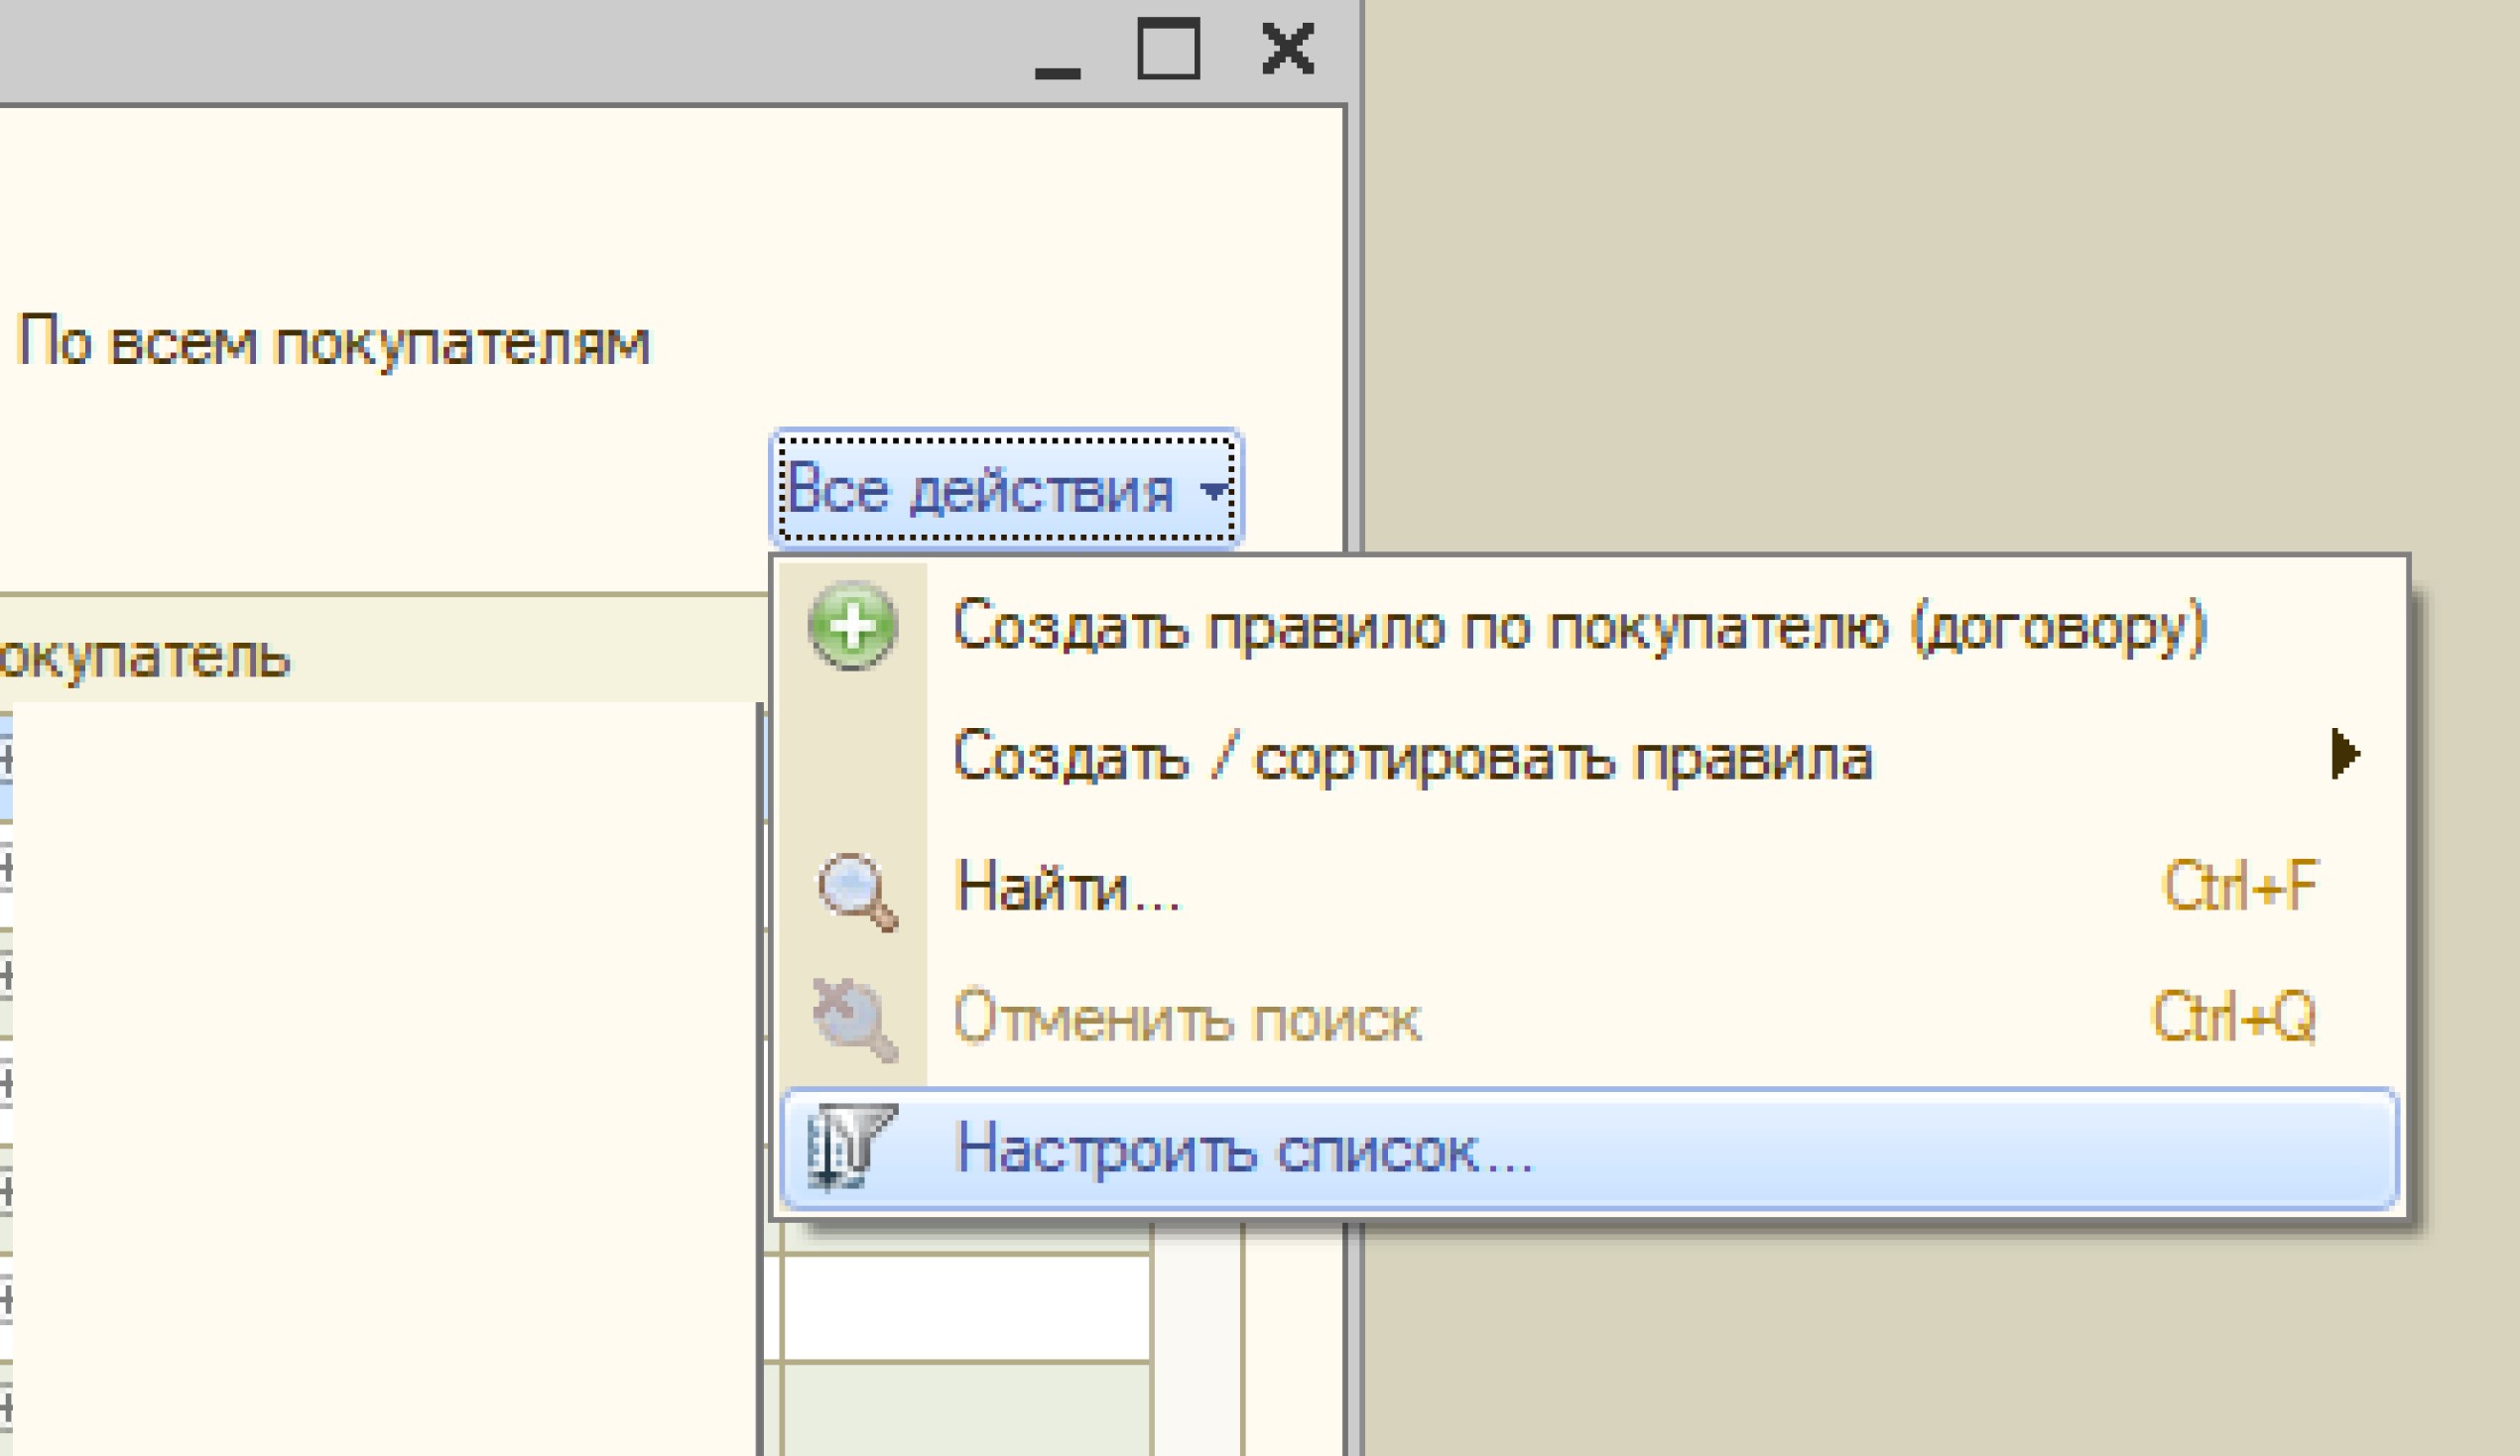 По всем покупателям
Все действия
окупатель
Создать правило по покупателю (договору)
Создать / сортировать правила
Найти... Ctrl+F
Отменить поиск Ctrl+Q
Настроить список...